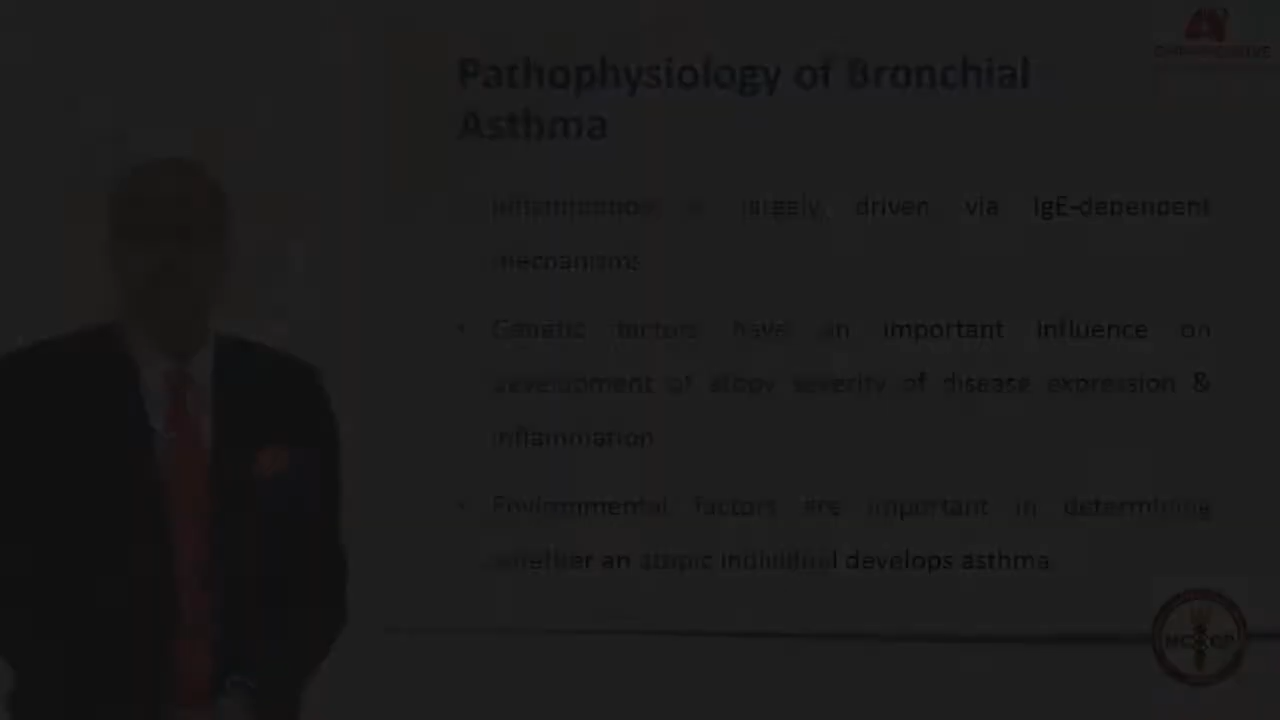 Pathophysiology of Bronchial
Asthma
Inflammation is largely driven via IgE-dependent
mechanisms
• Genetic factors have an important influence on
development of atopy severity of disease expression &
inflammation
• Environmental factors are important in determining
whether an atopic individual develops asthma